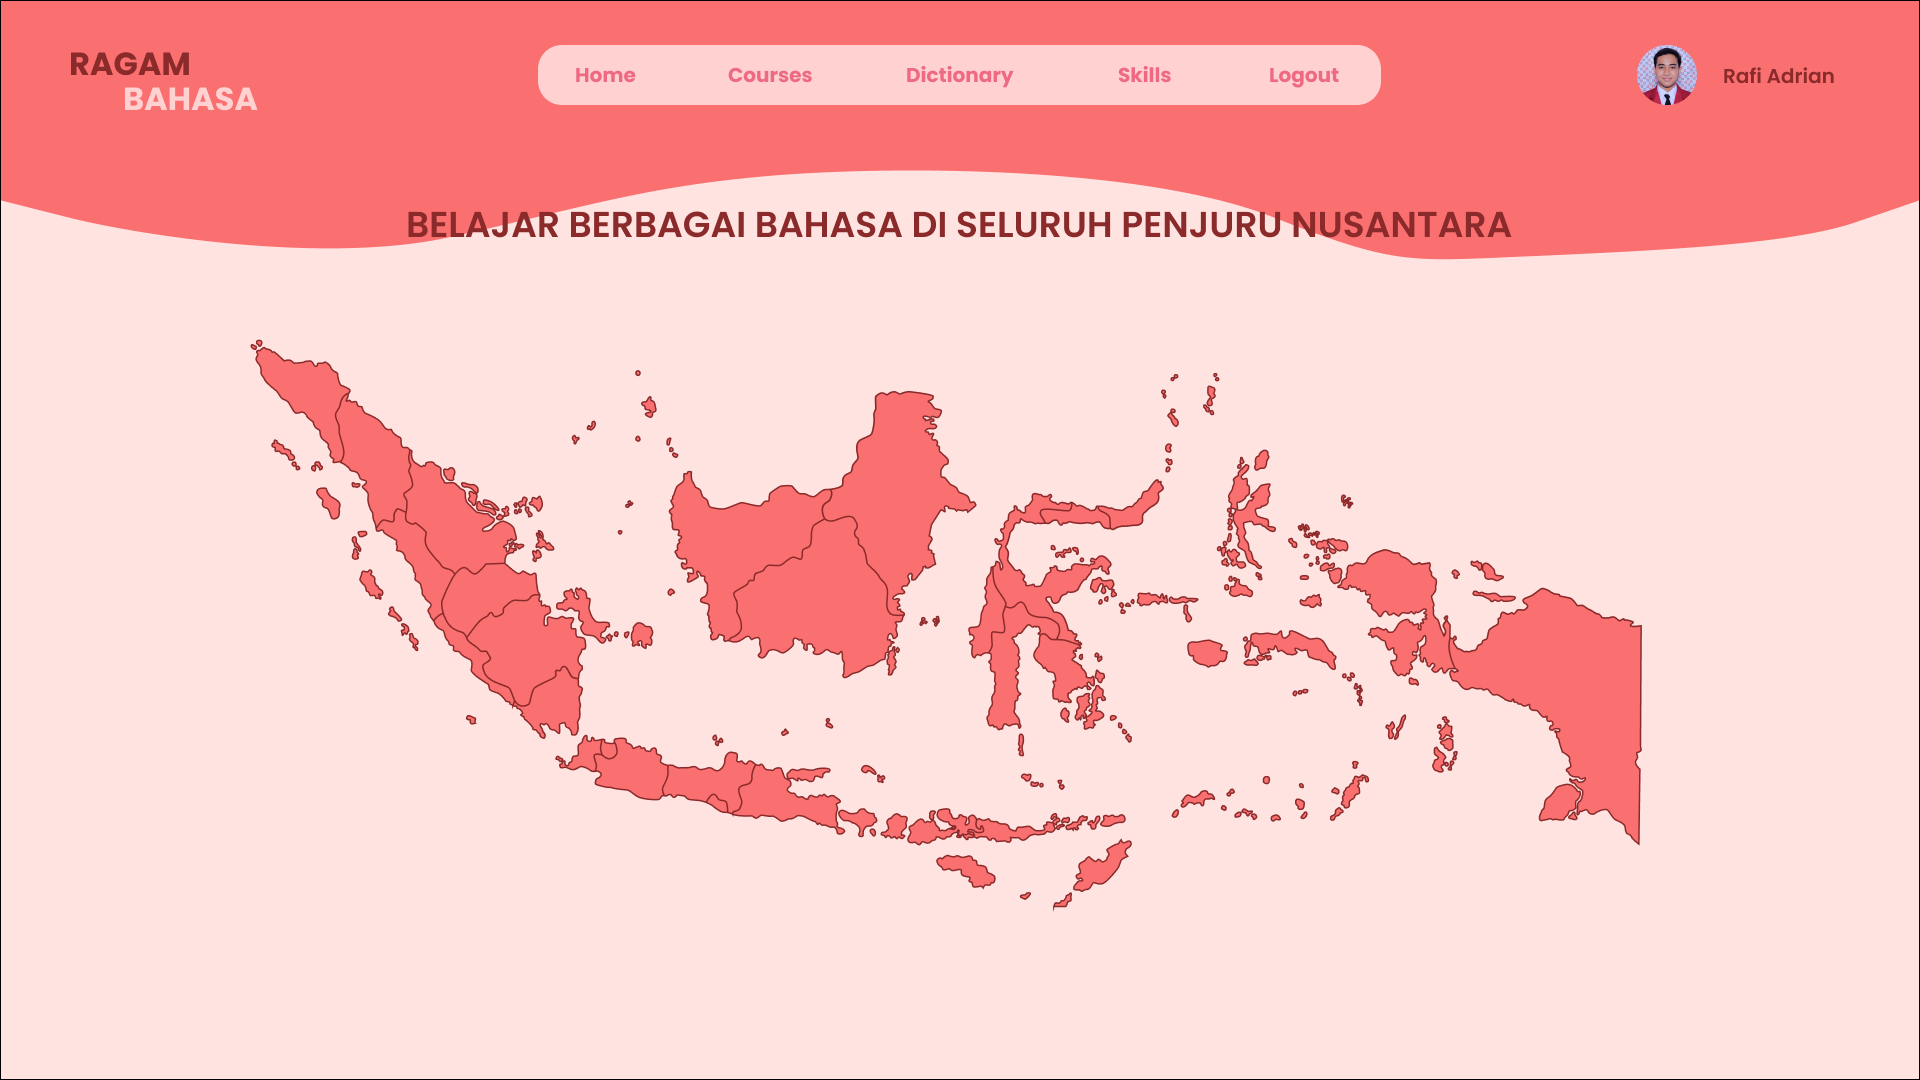 RAGAM
BAHASA
Home
Courses
Dictionary
Skills
Logout
Rafi Adrian
BELAJAR BERBAGAI BAHASA DI SELURUH PENJURU NUSANTARA